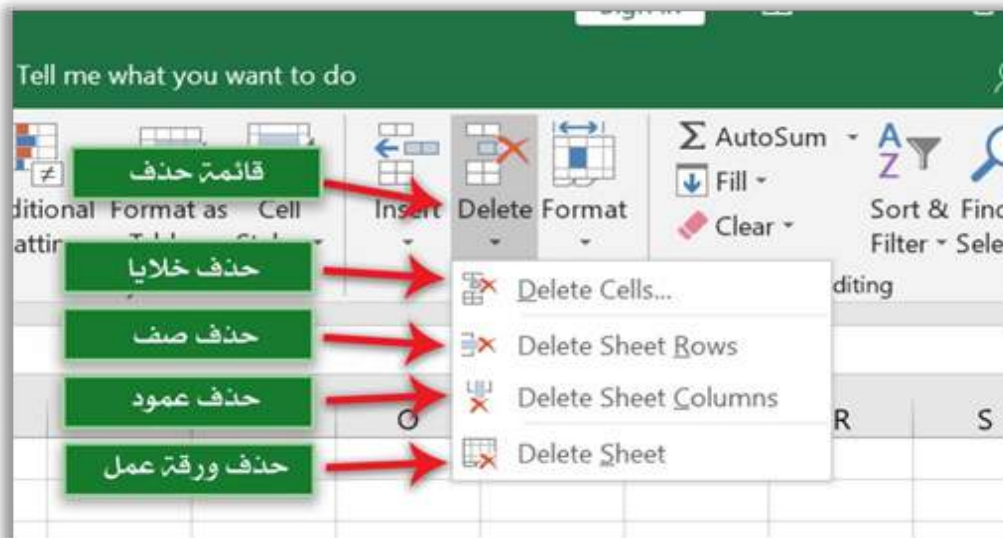 Tell me what you want to do
قائمة حذف
Insert
Delete
Format
AutoSum
Fill
Clear
Sort &
Filter
Format as
Cell
حذف خلايا
Delete Cells...
حذف صف
Delete Sheet Rows
حذف عمود
Delete Sheet Columns
حذف ورقة عمل
Delete Sheet
O
R
S